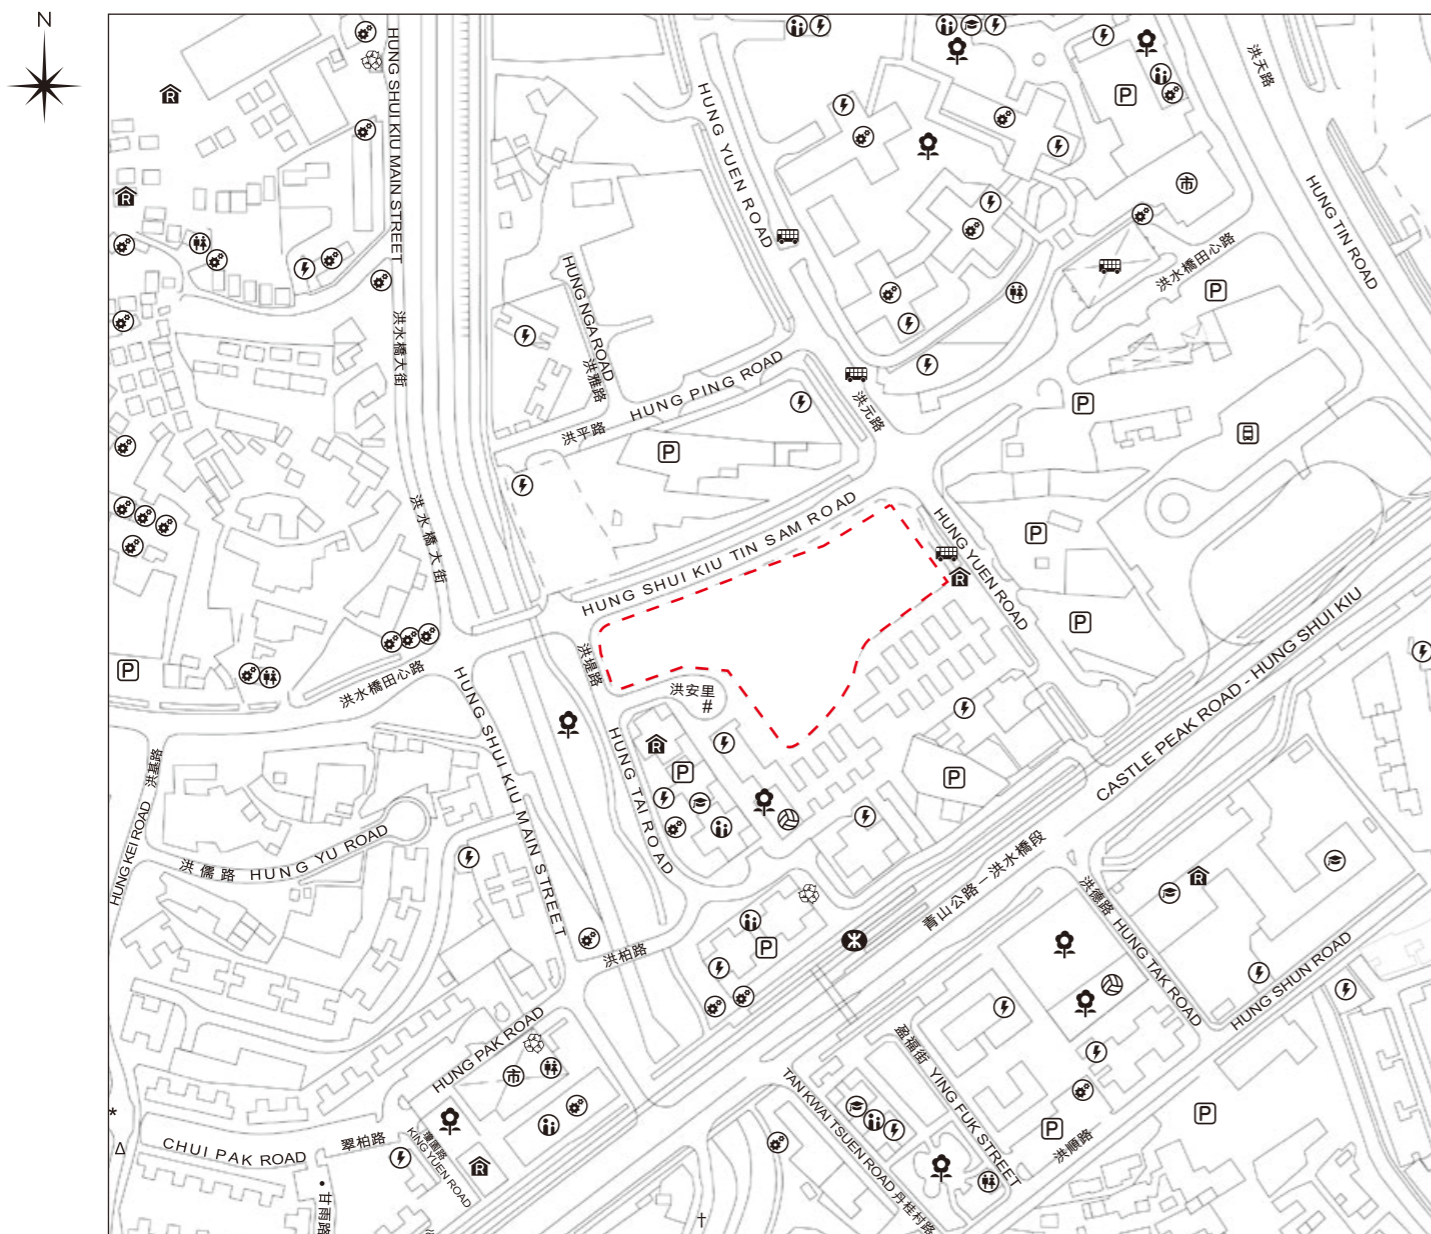 N
HUNG SHUI KIU MAIN STREET
HUNG YUEN ROAD
洪天路
HUNG TIN ROAD
洪水橋田心路
HUNG NGA ROAD
洪雅路
洪水橋大街
HUNG PING ROAD
洪平路
洪元路
洪水橋大街
HUNG SHUI KIU TIN SAM ROAD
HUNG YUEN ROAD
洪堤路
洪安里
#
洪水橋田心路
HUNG SHUI KIU MAIN STREET
HUNG TAI ROAD
CASTLE PEAK ROAD - HUNG SHUI KIU
青山公路－洪水橋段
洪基路
HUNG KEI ROAD
洪儒路 HUNG YU ROAD
洪柏路
HUNG PAK ROAD
洪德路 HUNG TAK ROAD
HUNG SHUN ROAD
洪順路
盈福街 YING FUK STREET
TAN KWAI TSUEN ROAD 丹桂村路
CHUI PAK ROAD 翠柏路
KING YUEN ROAD
甘雨路
P
P
P
P
P
P
P
P
P
P
P
P
R
R
R
R
R
R
市
市
*
Δ
†